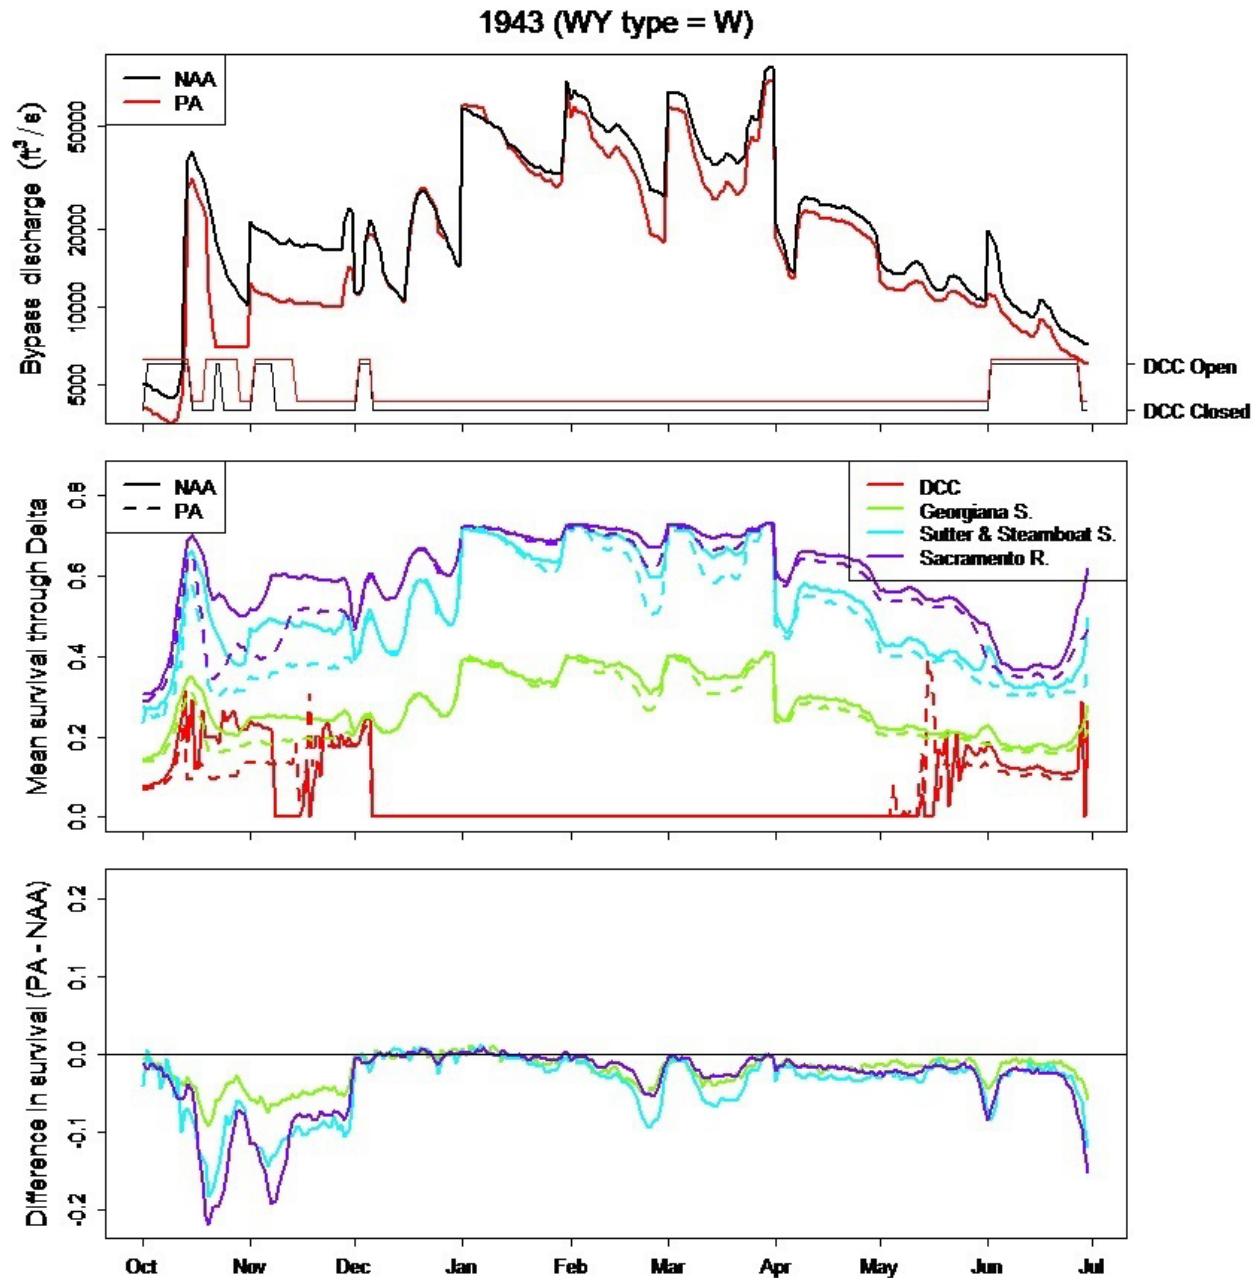 1943 (WY type = W)
NAA
PA
Bypass discharge (ft³/s)
50000
20000
10000
5000
DCC Open
DCC Closed
NAA
PA
DCC
Georgiana S.
Sutter & Steamboat S.
Sacramento R.
Mean survival through Delta
0.8
0.6
0.4
0.2
0.0
Difference in survival (PA - NAA)
0.2
0.1
0.0
-0.1
-0.2
Oct Nov Dec Jan Feb Mar Apr May Jun Jul